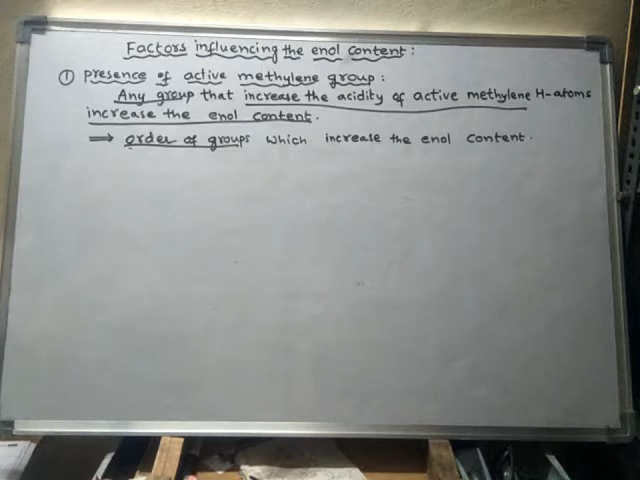 Factors influencing the enol content :
① Presence of active methylene group :
Any group that increase the acidity of active methylene H-atoms
increase the enol content.
⟹ order of groups which increase the enol content.